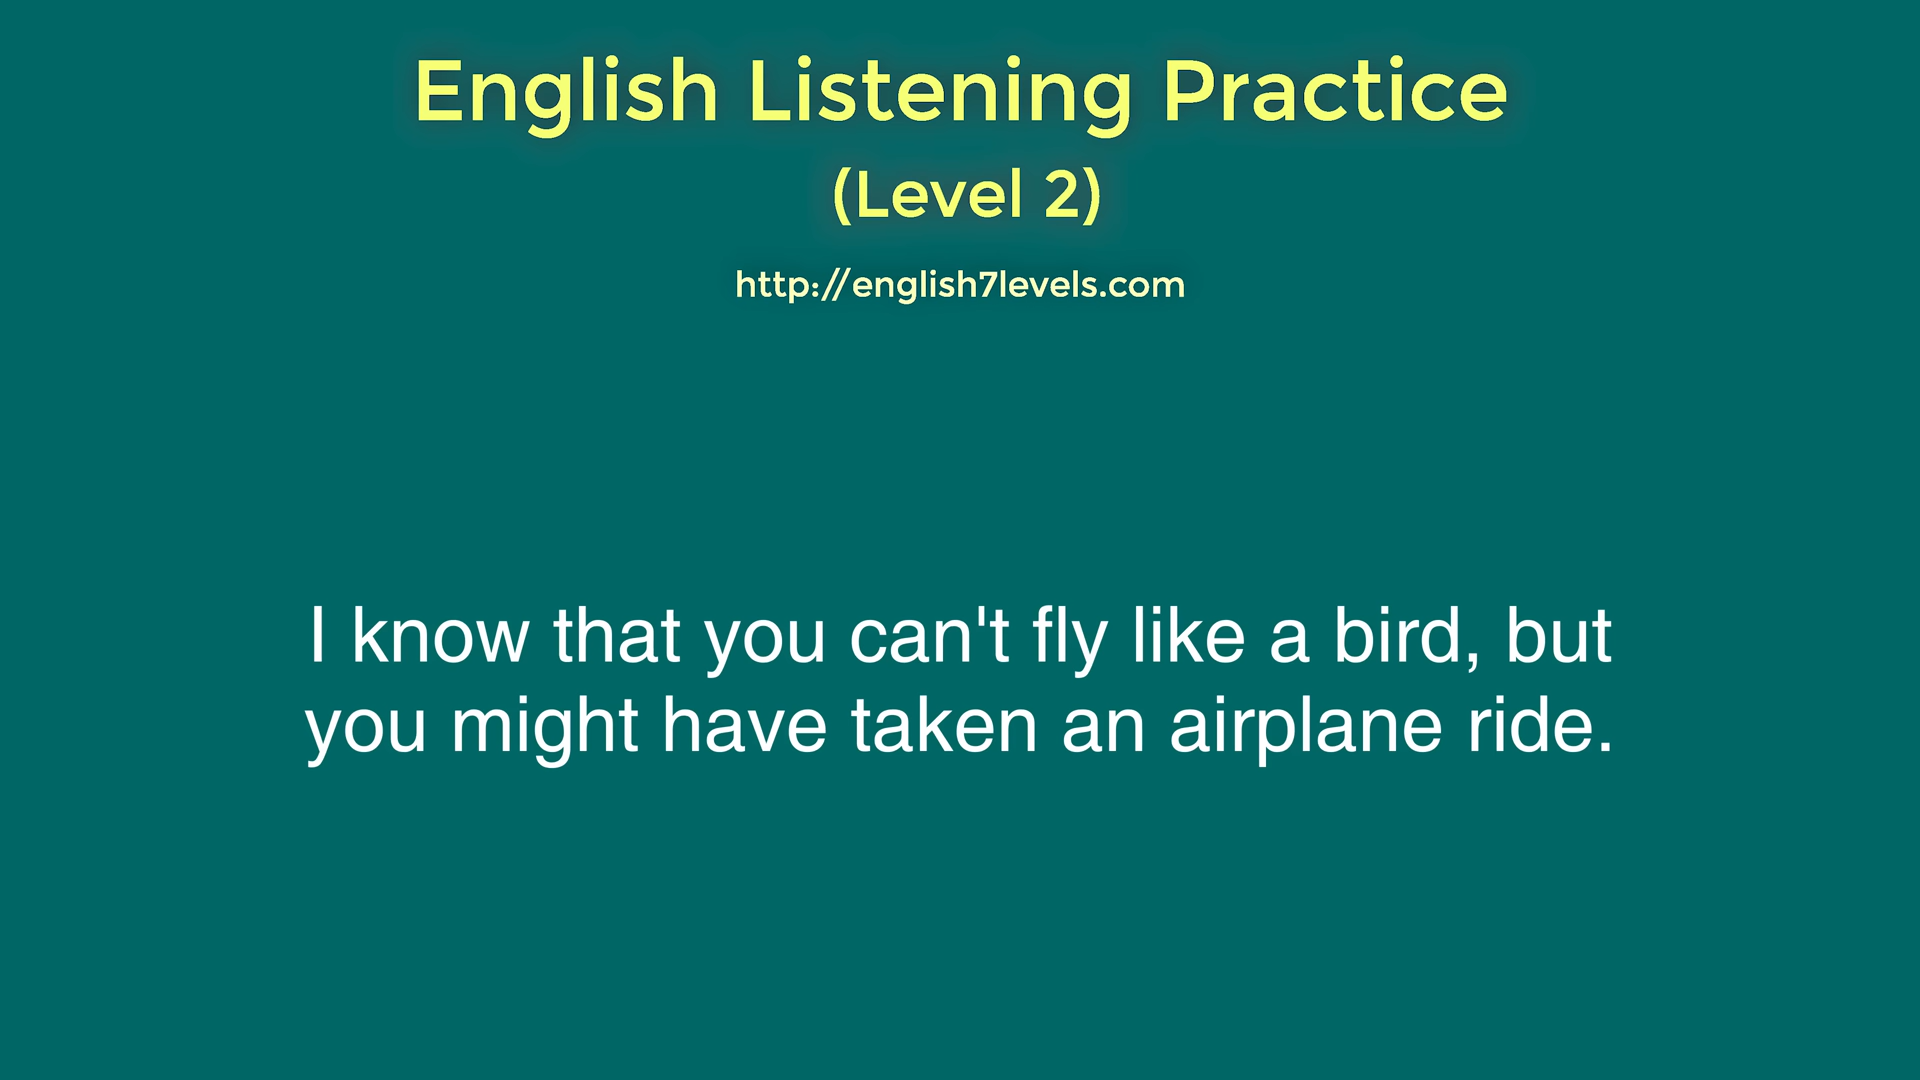 English Listening Practice
(Level 2)
http://english7levels.com
I know that you can't fly like a bird, but
you might have taken an airplane ride.